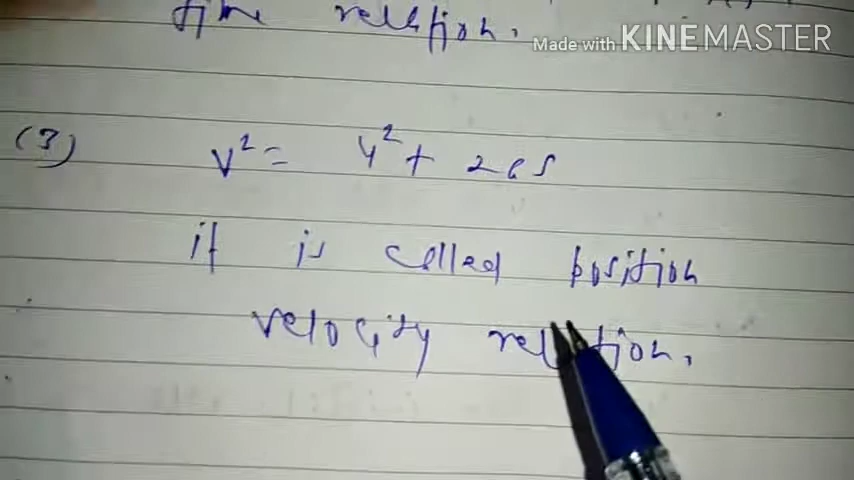 time relation.
Made with KINEMASTER
(3) v² = u² + 2as
it is called position
velocity relation.